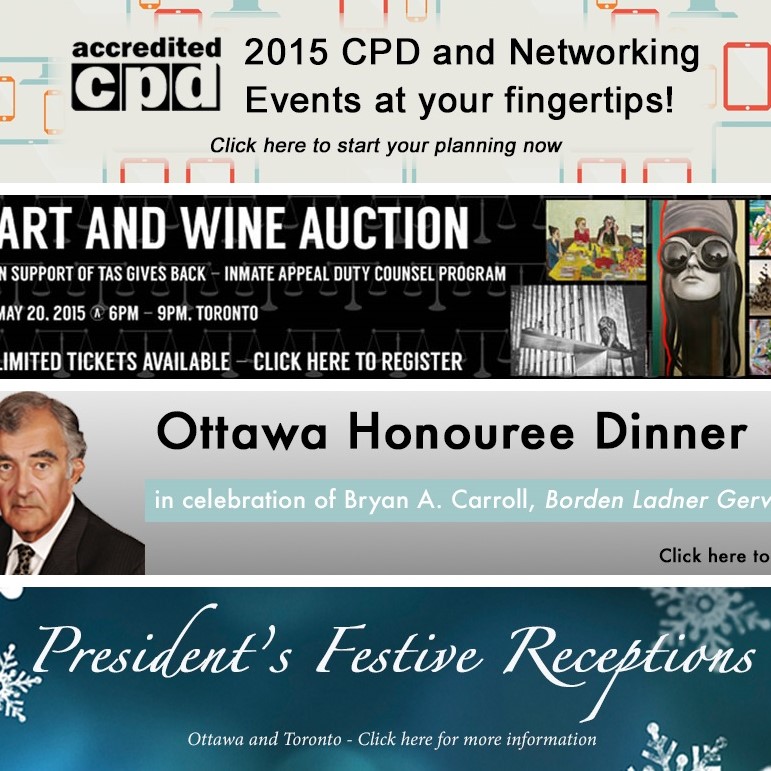 accredited
cpd
2015 CPD and Networking
Events at your fingertips!
Click here to start your planning now
ART AND WINE AUCTION
N SUPPORT OF TAS GIVES BACK – INMATE APPEAL DUTY COUNSEL PROGRAM
MAY 20. 2015 @ 6PM – 9PM. TORONTO
LIMITED TICKETS AVAILABLE – CLICK HERE TO REGISTER
Ottawa Honouree Dinner
in celebration of Bryan A. Carroll, Borden Ladner Gerv
Click here to
President's Festive Receptions
Ottawa and Toronto - Click here for more information